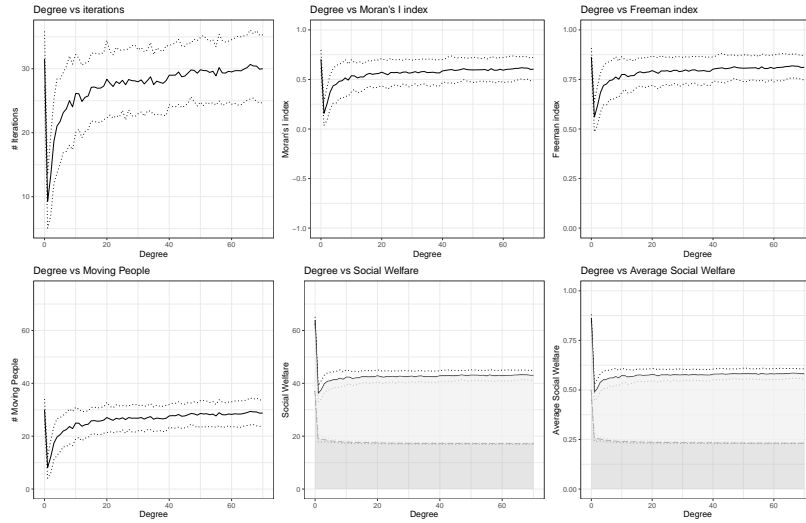 Degree vs iterations
# Iterations
30
20
10
0
20
40
60
Degree
Degree vs Moran's I index
Moran's I index
1.0
0.5
0.0
−0.5
−1.0
0
20
40
60
Degree
Degree vs Freeman index
Freeman index
1.00
0.75
0.50
0.25
0.00
0
20
40
60
Degree
Degree vs Moving People
# Moving People
60
40
20
0
0
20
40
60
Degree
Degree vs Social Welfare
Social Welfare
60
40
20
0
0
20
40
60
Degree
Degree vs Average Social Welfare
Average Social Welfare
1.00
0.75
0.50
0.25
0.00
0
20
40
60
Degree